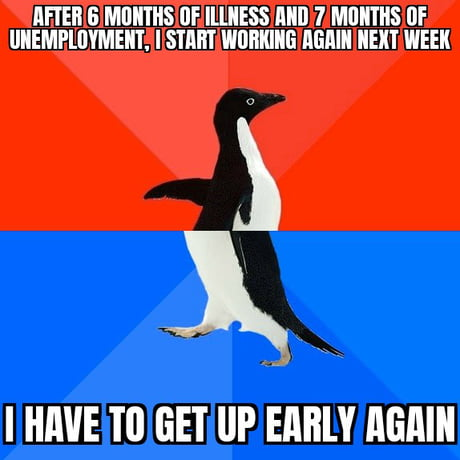 AFTER 6 MONTHS OF ILLNESS AND 7 MONTHS OF
UNEMPLOYMENT, I START WORKING AGAIN NEXT WEEK
I HAVE TO GET UP EARLY AGAIN